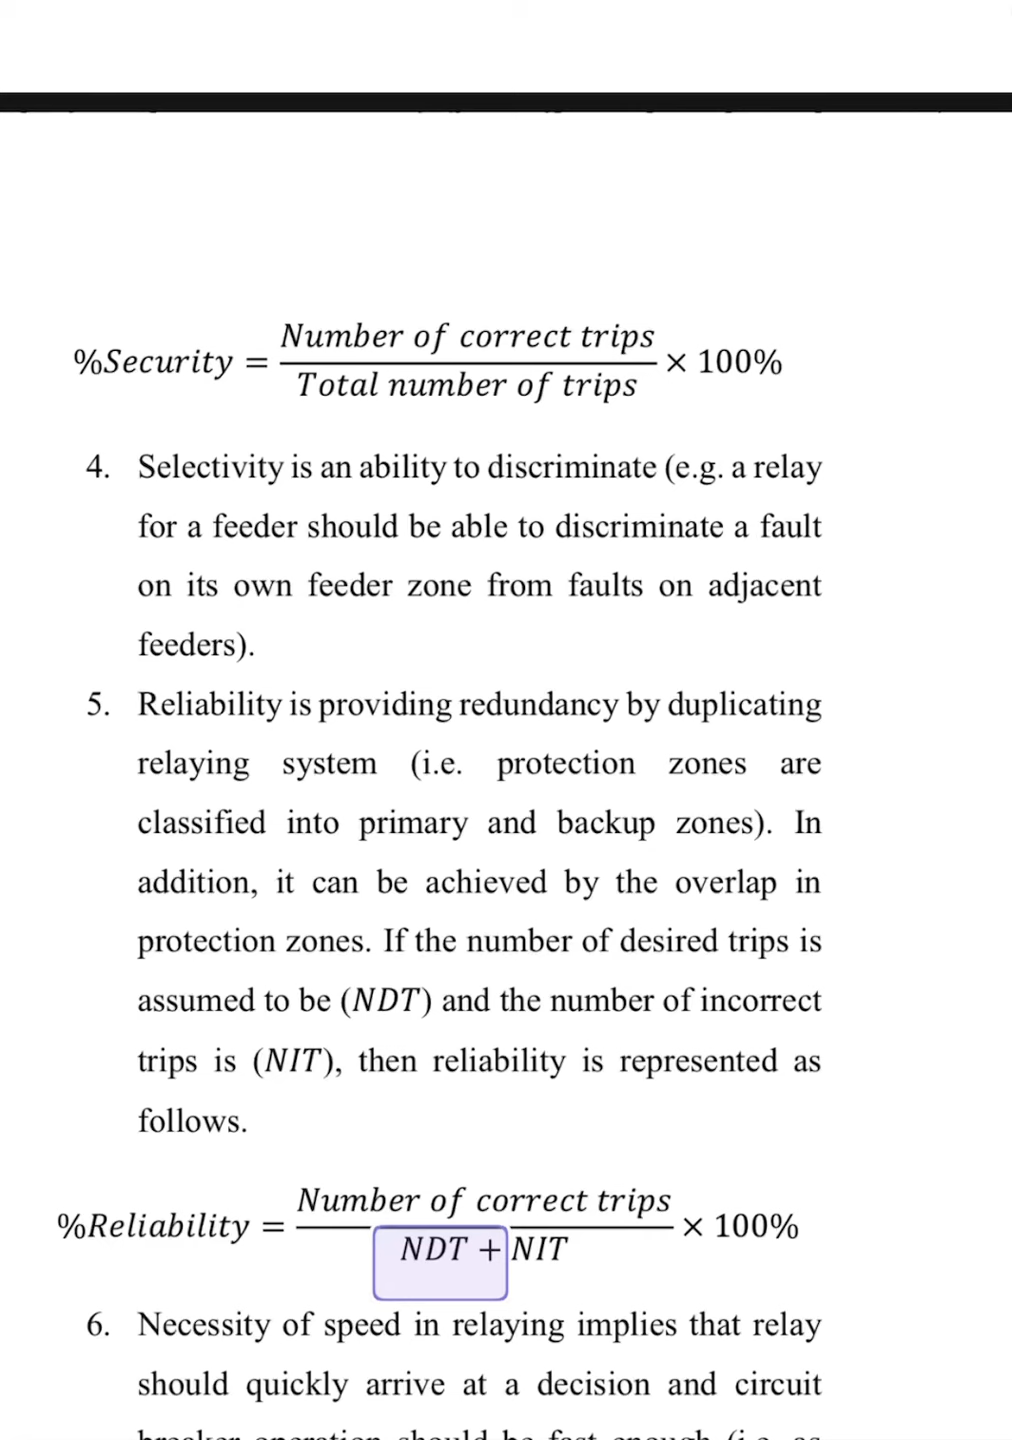 %Security = Number of correct trips / Total number of trips × 100%
4. Selectivity is an ability to discriminate (e.g. a relay
for a feeder should be able to discriminate a fault
on its own feeder zone from faults on adjacent
feeders).
5. Reliability is providing redundancy by duplicating
relaying system (i.e. protection zones are
classified into primary and backup zones). In
addition, it can be achieved by the overlap in
protection zones. If the number of desired trips is
assumed to be (NDT) and the number of incorrect
trips is (NIT), then reliability is represented as
follows.
%Reliability = Number of correct trips / NDT + NIT × 100%
6. Necessity of speed in relaying implies that relay
should quickly arrive at a decision and circuit